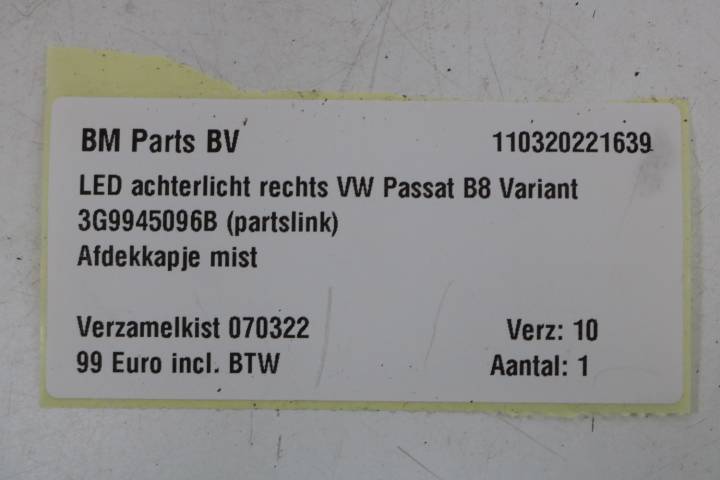 BM Parts BV 110320221639
LED achterlicht rechts VW Passat B8 Variant
3G9945096B (partslink)
Afdekkapje mist
Verzamelkist 070322 Verz: 10
99 Euro incl. BTW Aantal: 1